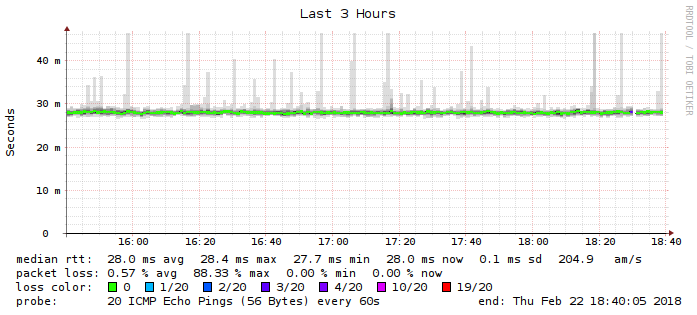 Last 3 Hours
RRDTOOL / TOBI OETIKER
Seconds
40 m
30 m
20 m
10 m
0
16:00 16:20 16:40 17:00 17:20 17:40 18:00 18:20 18:40
median rtt: 28.0 ms avg 28.4 ms max 27.7 ms min 28.0 ms now 0.1 ms sd 204.9 am/s
packet loss: 0.57 % avg 88.33 % max 0.00 % min 0.00 % now
loss color: 0 1/20 2/20 3/20 4/20 10/20 19/20
probe: 20 ICMP Echo Pings (56 Bytes) every 60s end: Thu Feb 22 18:40:05 2018